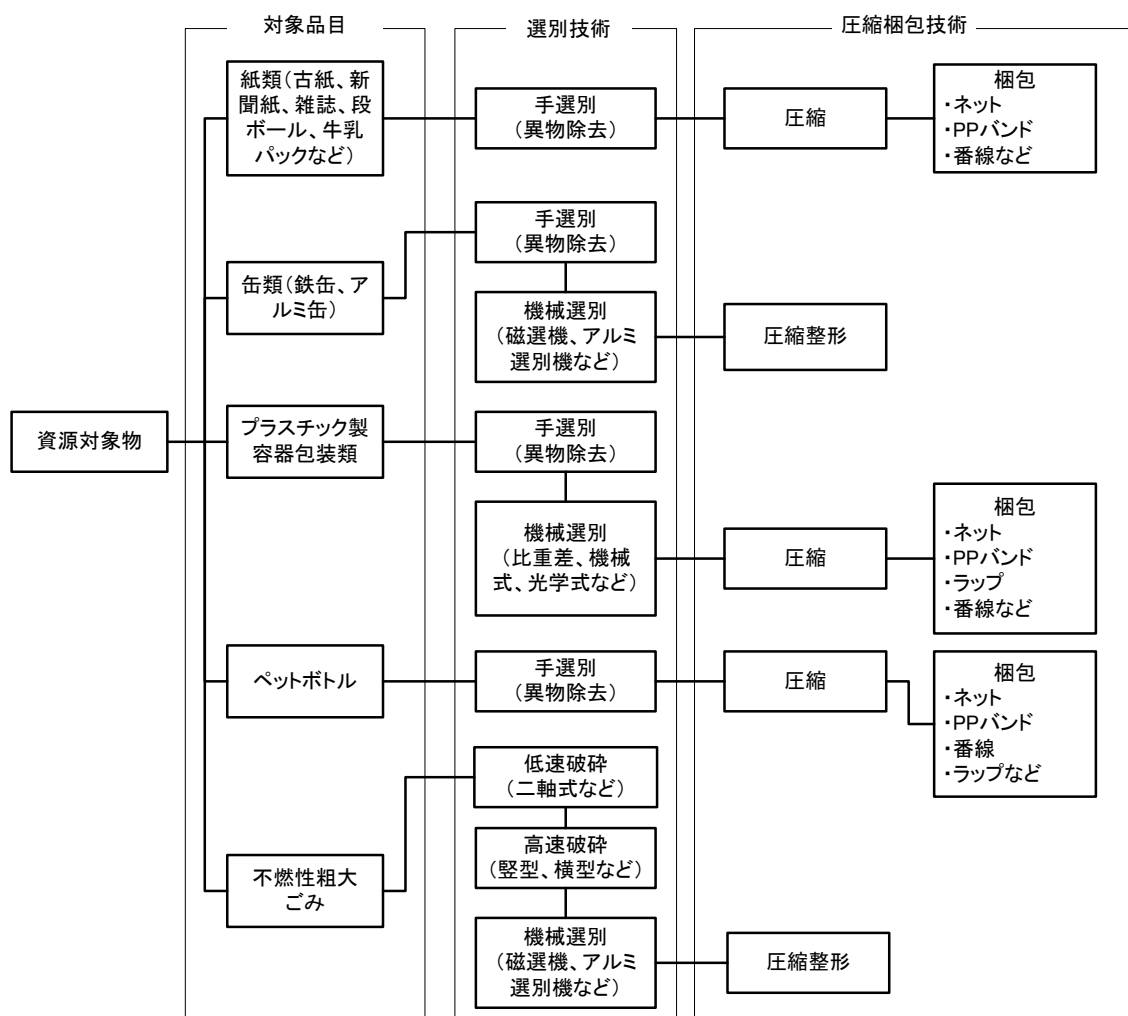 対象品目
選別技術
圧縮梱包技術
紙類(古紙、新
聞紙、雑誌、段
ボール、牛乳
パックなど)
手選別
(異物除去)
圧縮
梱包
・ネット
・PPバンド
・番線など
缶類(鉄缶、ア
ルミ缶)
手選別
(異物除去)
機械選別
(磁選機、アルミ
選別機など)
圧縮整形
資源対象物
プラスチック製
容器包装類
手選別
(異物除去)
機械選別
(比重差、機械
式、光学式など)
圧縮
梱包
・ネット
・PPバンド
・ラップ
・番線など
ペットボトル
手選別
(異物除去)
圧縮
梱包
・ネット
・PPバンド
・番線
・ラップなど
不燃性粗大
ごみ
低速破砕
(二軸式など)
高速破砕
(竪型、横型など)
機械選別
(磁選機、アルミ
選別機など)
圧縮整形